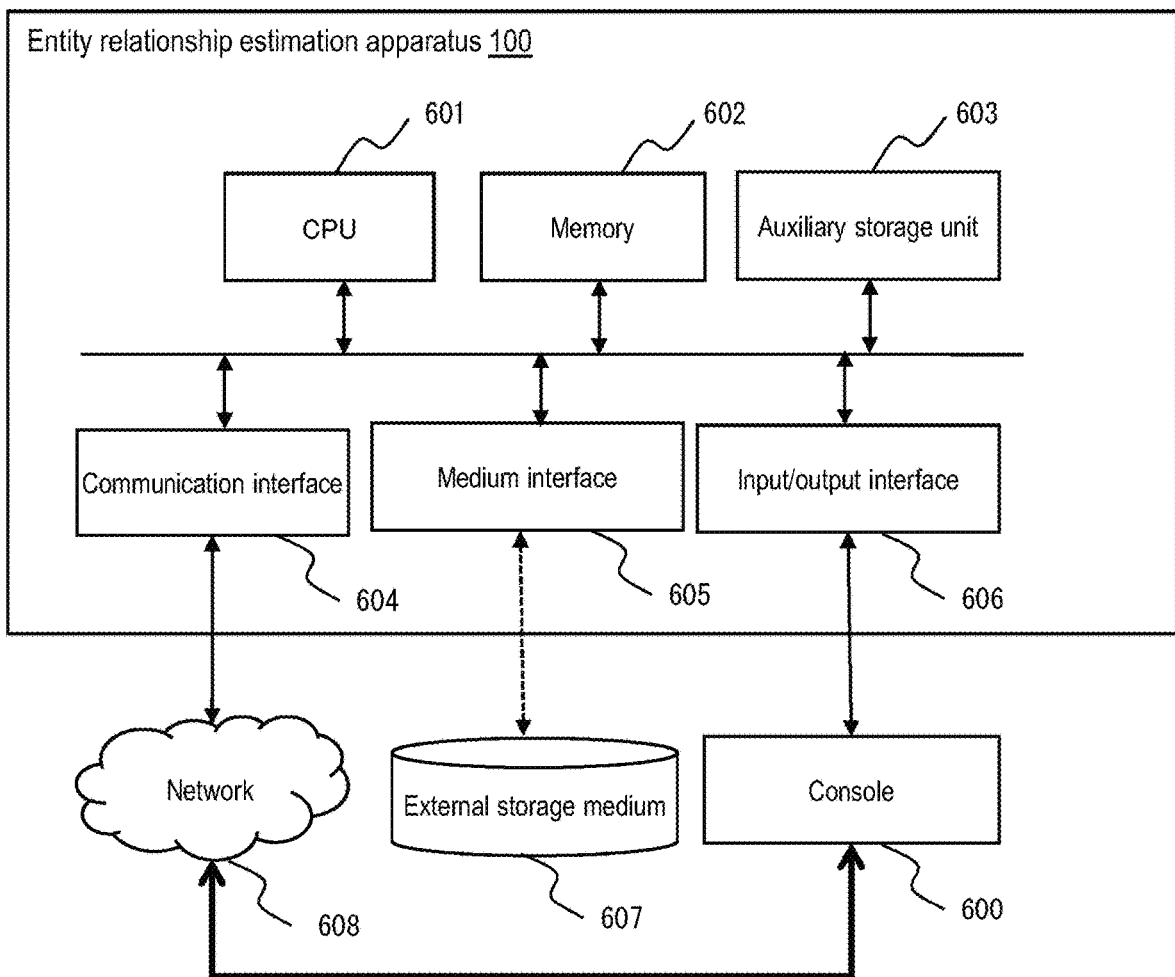 Entity relationship estimation apparatus 100
601
602
603
CPU
Memory
Auxiliary storage unit
Communication interface
Medium interface
Input/output interface
604
605
606
Network
External storage medium
Console
608
607
600